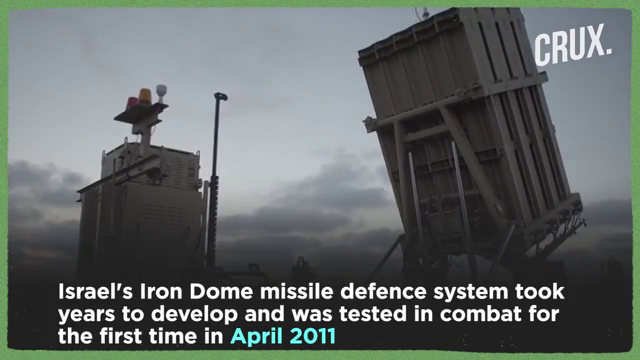 CRUX.
Israel's Iron Dome missile defence system took
years to develop and was tested in combat for
the first time in April 2011